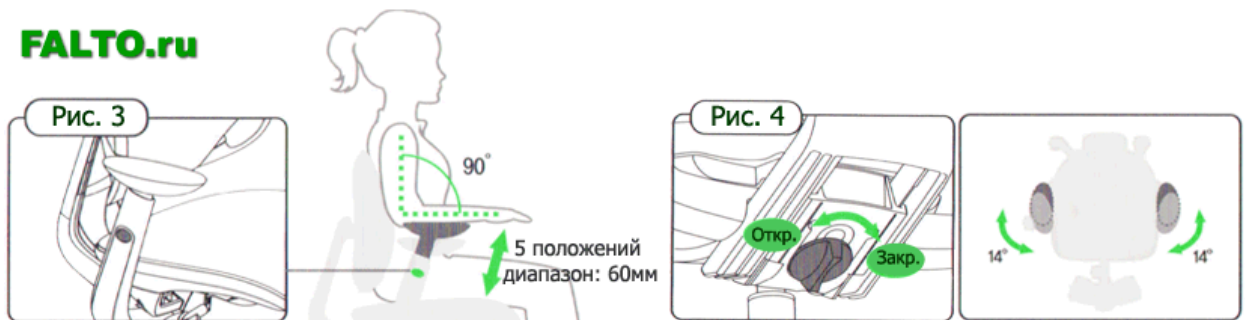 FALTO.ru
Рис. 3
90°
5 положений
диапазон: 60мм
Рис. 4
Откр.
Закр.
14°
14°